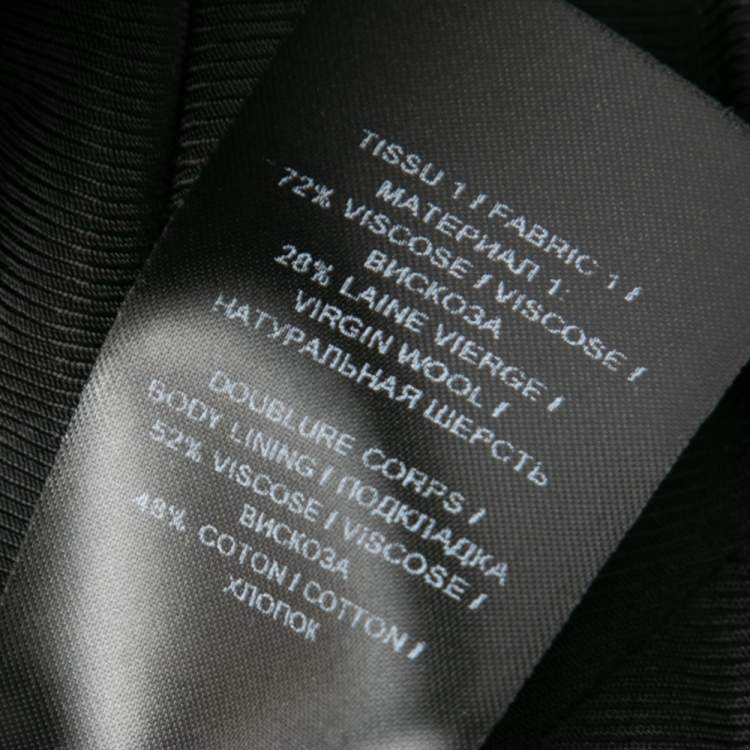 TISSU 1 / FABRIC 1 /
МАТЕРИАЛ 1:
72% VISCOSE / VISCOSE /
ВИСКОЗА
28% LAINE VIERGE /
VIRGIN WOOL /
НАТУРАЛЬНАЯ ШЕРСТЬ
DOUBLURE CORPS /
BODY LINING / ПОДКЛАДКА
52% VISCOSE / VISCOSE /
ВИСКОЗА
48% COTON / COTTON /
ХЛОПОК